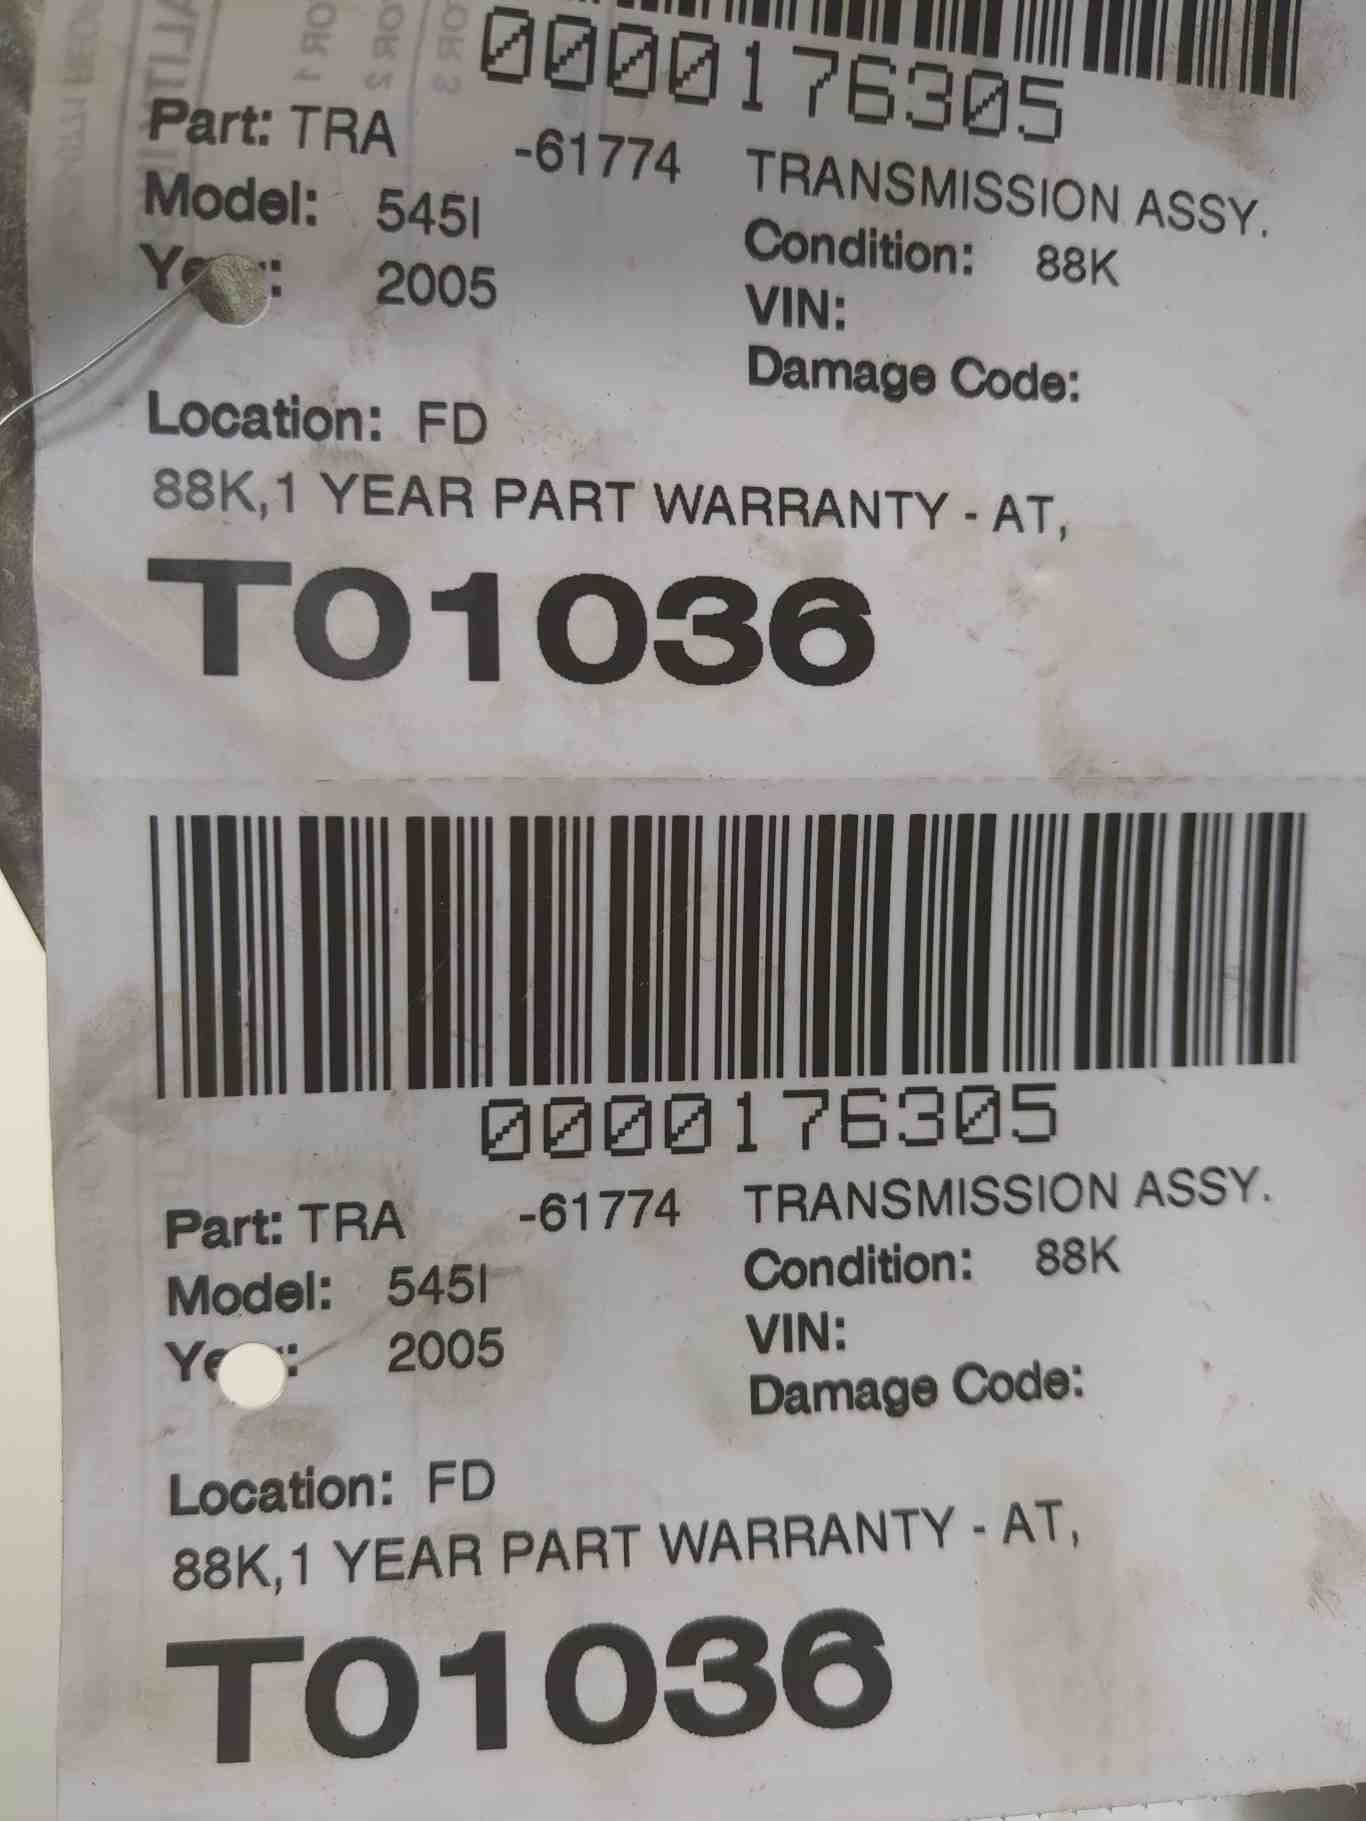 0000176305
Part: TRA -61774 TRANSMISSION ASSY.
Model: 545I Condition: 88K
2005 VIN:
Damage Code:
Location: FD
88K,1 YEAR PART WARRANTY - AT,
T01036
0000176305
Part: TRA -61774 TRANSMISSION ASSY.
Model: 545I Condition: 88K
2005 VIN:
Damage Code:
Location: FD
88K,1 YEAR PART WARRANTY - AT,
T01036